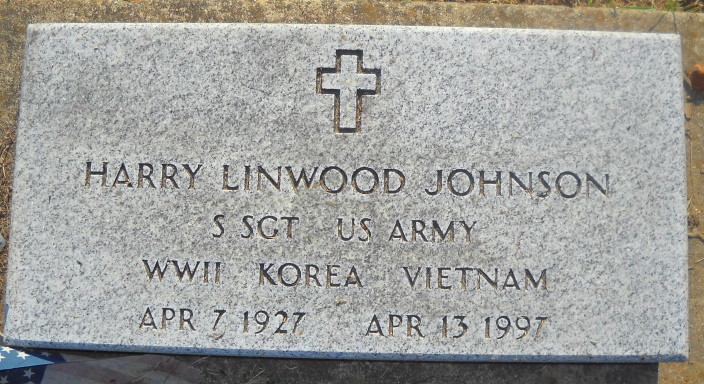 HARRY LINWOOD JOHNSON
S SGT US ARMY
WWII KOREA VIETNAM
APR 7 1927 APR 13 1997